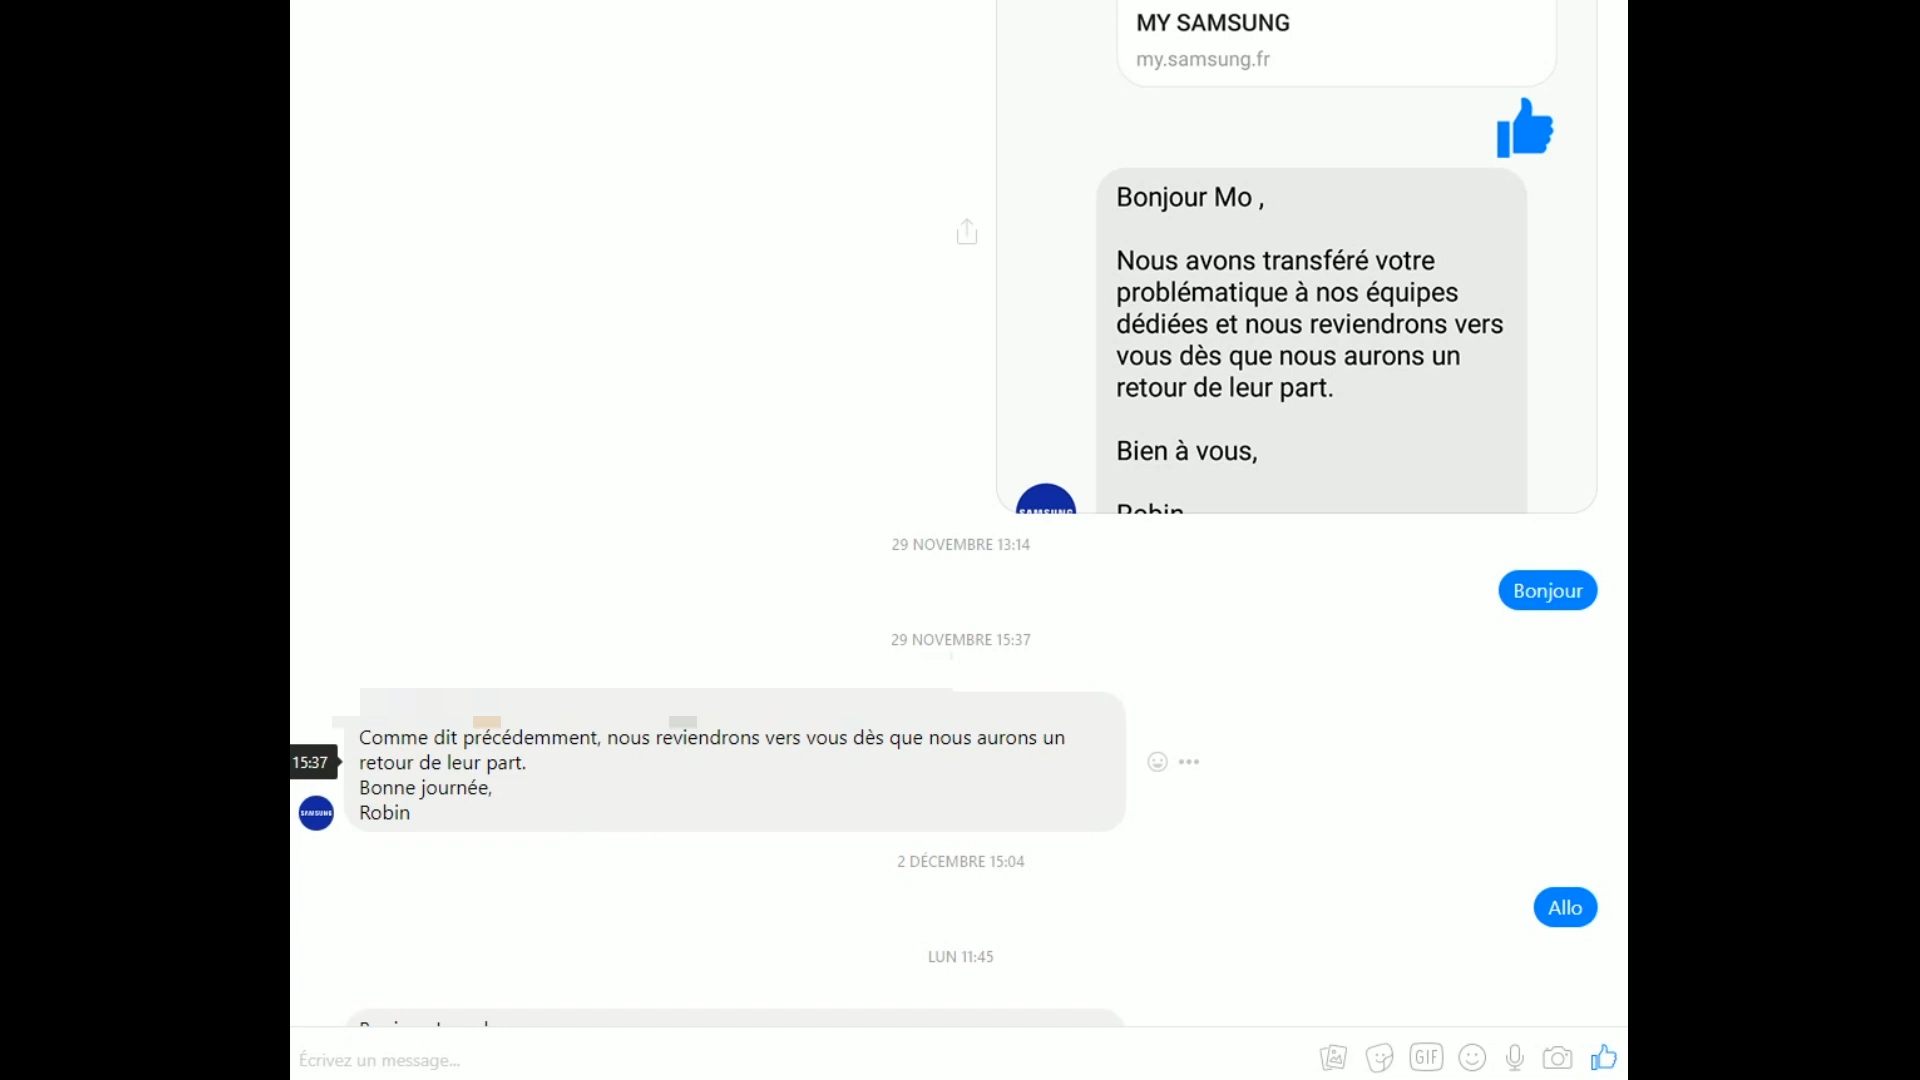 MY SAMSUNG
my.samsung.fr
Bonjour Mo ,
Nous avons transféré votre
problématique à nos équipes
dédiées et nous reviendrons vers
vous dès que nous aurons un
retour de leur part.
Bien à vous,
Robin
SAMSUNG
29 NOVEMBRE 13:14
Bonjour
29 NOVEMBRE 15:37
Comme dit précédemment, nous reviendrons vers vous dès que nous aurons un
retour de leur part.
Bonne journée,
Robin
15:37
SAMSUNG
2 DÉCEMBRE 15:04
Allo
LUN 11:45
Écrivez un message...
GIF